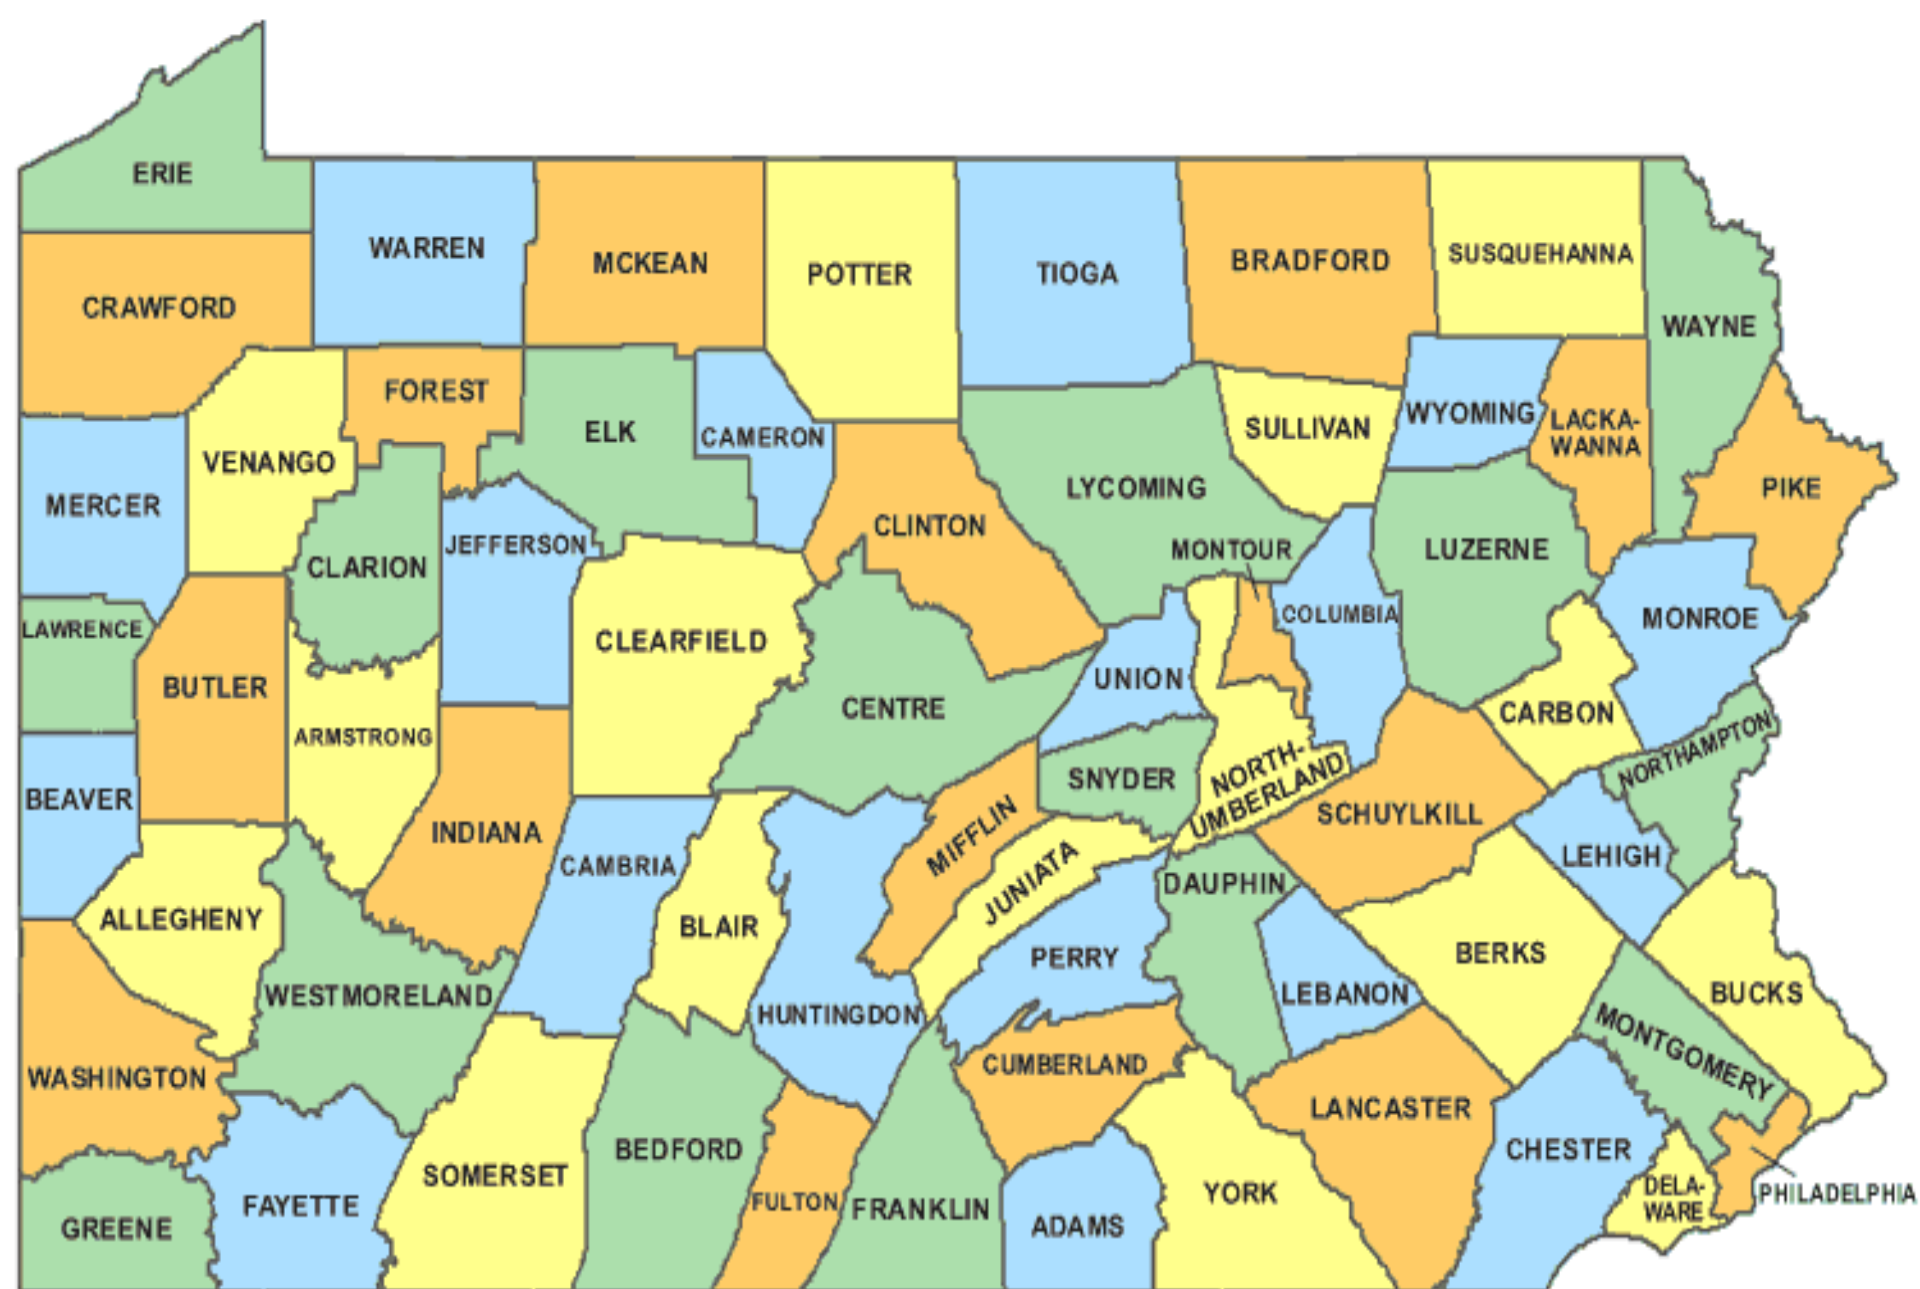 ERIE
WARREN
MCKEAN
POTTER
TIOGA
BRADFORD
SUSQUEHANNA
WAYNE
CRAWFORD
FOREST
ELK
CAMERON
SULLIVAN
WYOMING
LACKA-
WANNA
PIKE
VENANGO
MERCER
CLARION
JEFFERSON
CLINTON
LYCOMING
MONTOUR
COLUMBIA
LUZERNE
MONROE
LAWRENCE
BUTLER
ARMSTRONG
CLEARFIELD
CENTRE
UNION
CARBON
NORTHAMPTON
BEAVER
INDIANA
CAMBRIA
SNYDER
NORTH-
UMBERLAND
SCHUYLKILL
LEHIGH
MIFFLIN
JUNIATA
DAUPHIN
ALLEGHENY
BLAIR
PERRY
BERKS
BUCKS
WESTMORELAND
HUNTINGDON
LEBANON
MONTGOMERY
WASHINGTON
CUMBERLAND
LANCASTER
CHESTER
BEDFORD
SOMERSET
FULTON
FRANKLIN
YORK
DELA-
WARE
PHILADELPHIA
GREENE
FAYETTE
ADAMS